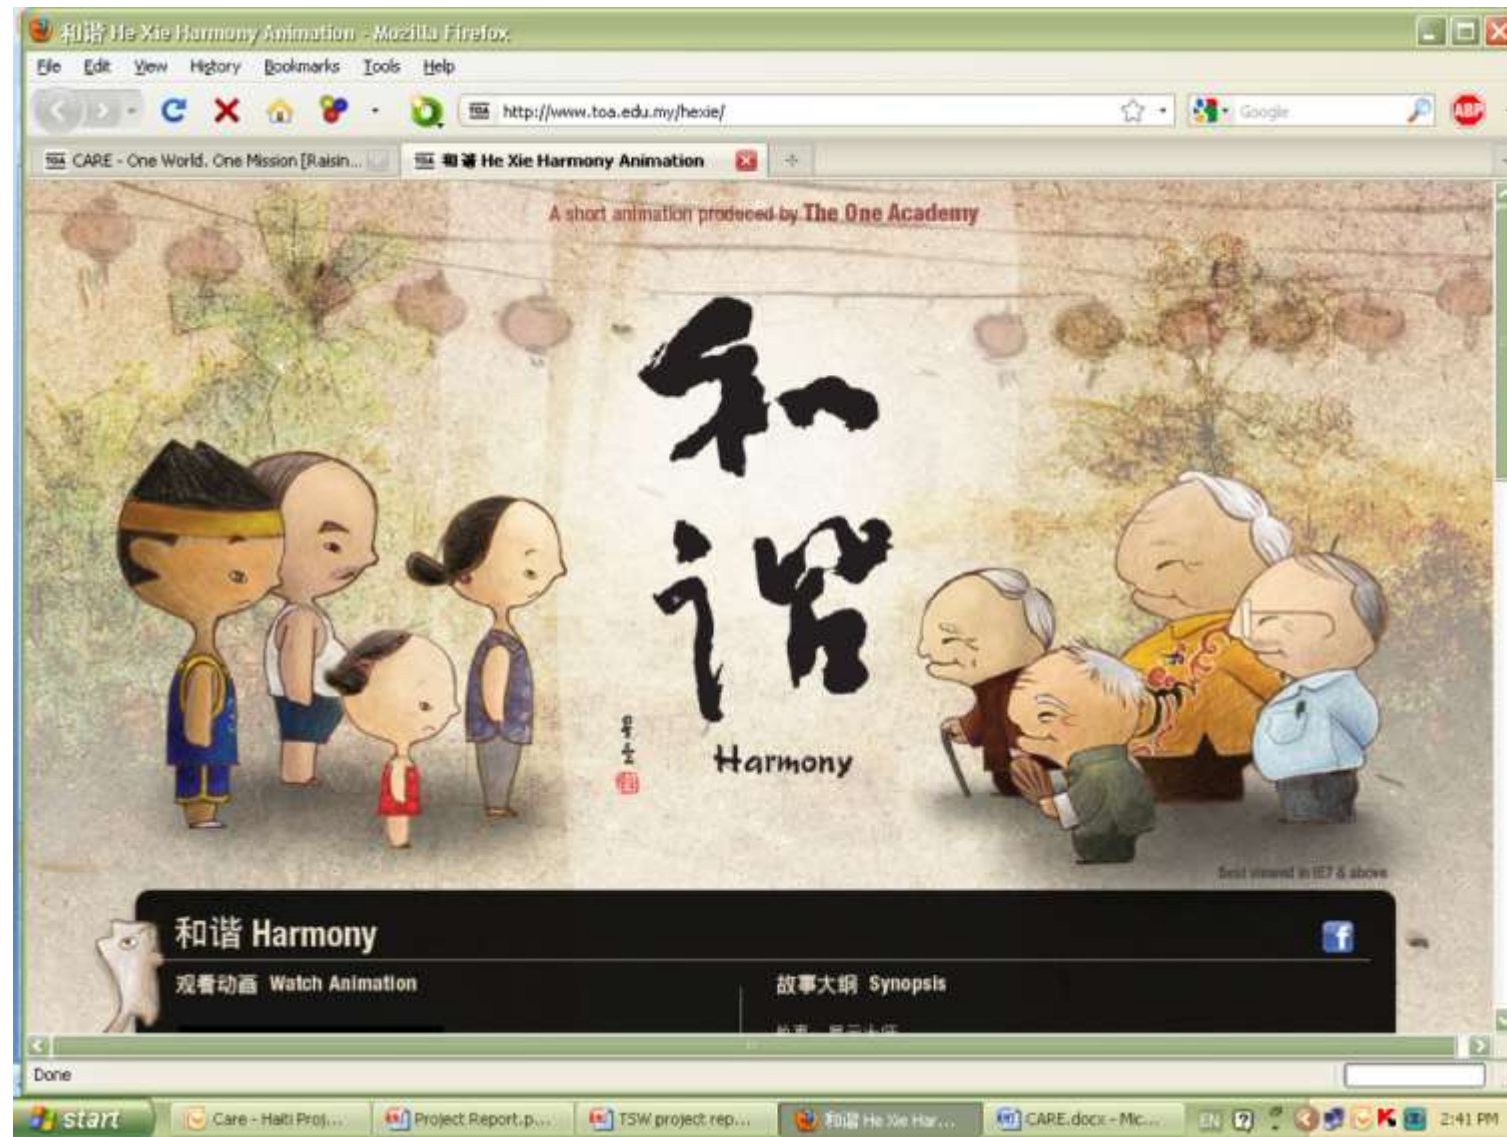 和谐 He Xie Harmony Animation - Mozilla Firefox
File Edit View History Bookmarks Tools Help
http://www.toa.edu.my/hexie/
Google
ABP
TOA CARE - One World. One Mission [Raisin...
TOA 和谐 He Xie Harmony Animation
A short animation produced by The One Academy
和
谐
Harmony
Best viewed in IE7 & above
和谐 Harmony
f
观看动画 Watch Animation
故事大纲 Synopsis
Done
start
Care - Haiti Proj...
Project Report.p...
TSW project rep...
和谐 He Xie Har...
CARE.docx - Mic...
EN
2:41 PM